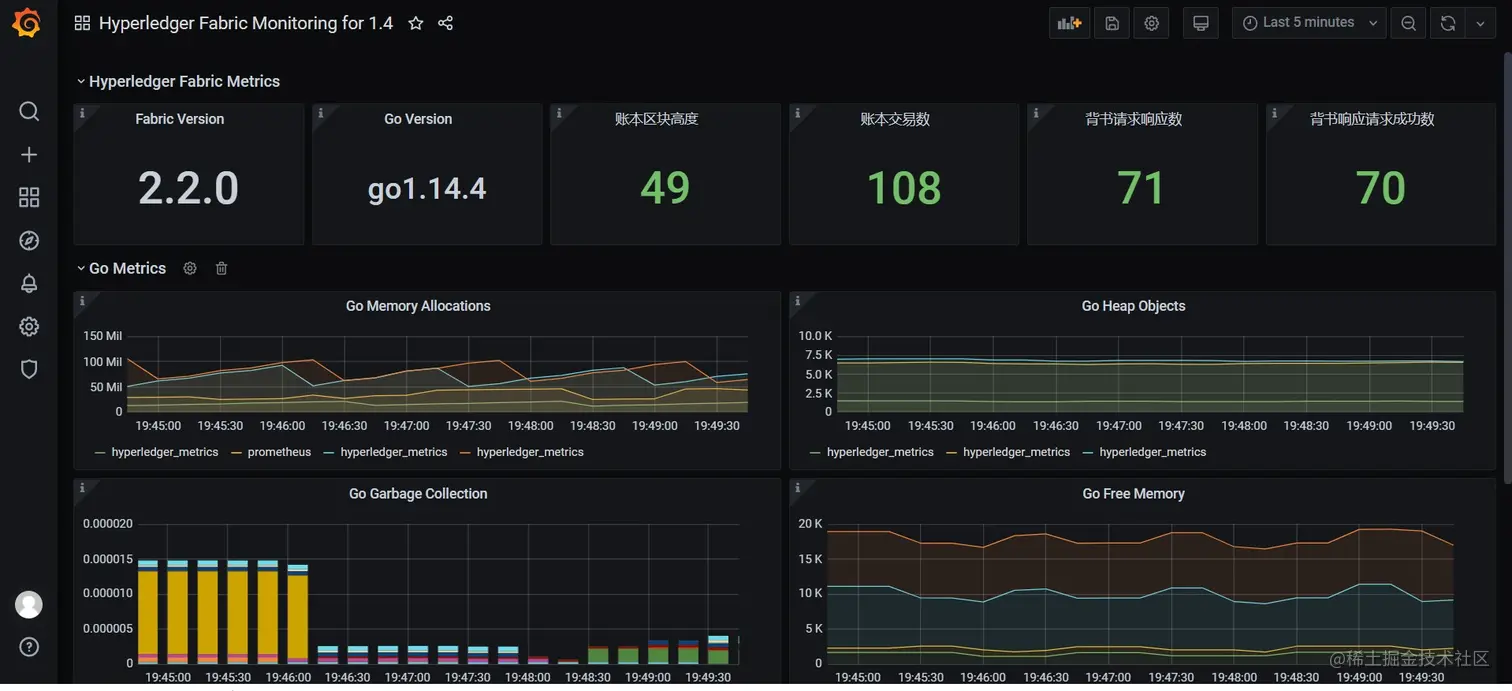 Hyperledger Fabric Monitoring for 1.4
Last 5 minutes
Hyperledger Fabric Metrics
Fabric Version
2.2.0
Go Version
go1.14.4
账本区块高度
49
账本交易数
108
背书请求响应数
71
背书响应请求成功数
70
Go Metrics
Go Memory Allocations
150 Mil
100 Mil
50 Mil
0
19:45:00 19:45:30 19:46:00 19:46:30 19:47:00 19:47:30 19:48:00 19:48:30 19:49:00 19:49:30
hyperledger_metrics prometheus hyperledger_metrics hyperledger_metrics
Go Heap Objects
10.0 K
7.5 K
5.0 K
2.5 K
0
19:45:00 19:45:30 19:46:00 19:46:30 19:47:00 19:47:30 19:48:00 19:48:30 19:49:00 19:49:30
hyperledger_metrics hyperledger_metrics hyperledger_metrics
Go Garbage Collection
0.000020
0.000015
0.000010
0.000005
0
19:45:00 19:45:30 19:46:00 19:46:30 19:47:00 19:47:30 19:48:00 19:48:30 19:49:00 19:49:30
Go Free Memory
20 K
15 K
10 K
5 K
0
19:45:00 19:45:30 19:46:00 19:46:30 19:47:00 19:47:30 19:48:00 19:48:30 19:49:00 19:49:30
@稀土掘金技术社区